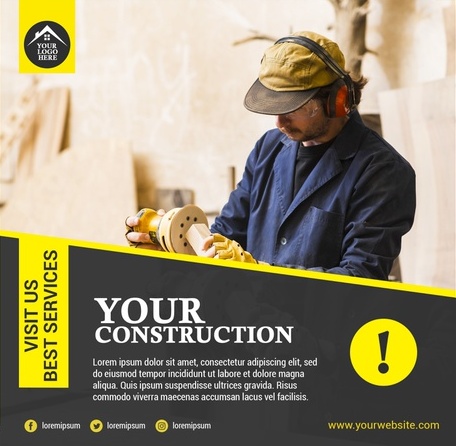 YOUR
LOGO
HERE
VISIT US
BEST SERVICES
YOUR
CONSTRUCTION
Lorem ipsum dolor sit amet, consectetur adipiscing elit,
sed do eiusmod tempor incididunt ut labore et dolore magna
aliqua. Quis ipsum suspendisse ultrices gravida. Risus
commodo viverra maecenas accumsan lacus vel facilisis.
!
loremipsum
loremipsum
loremipsum
www.yourwebsite.com